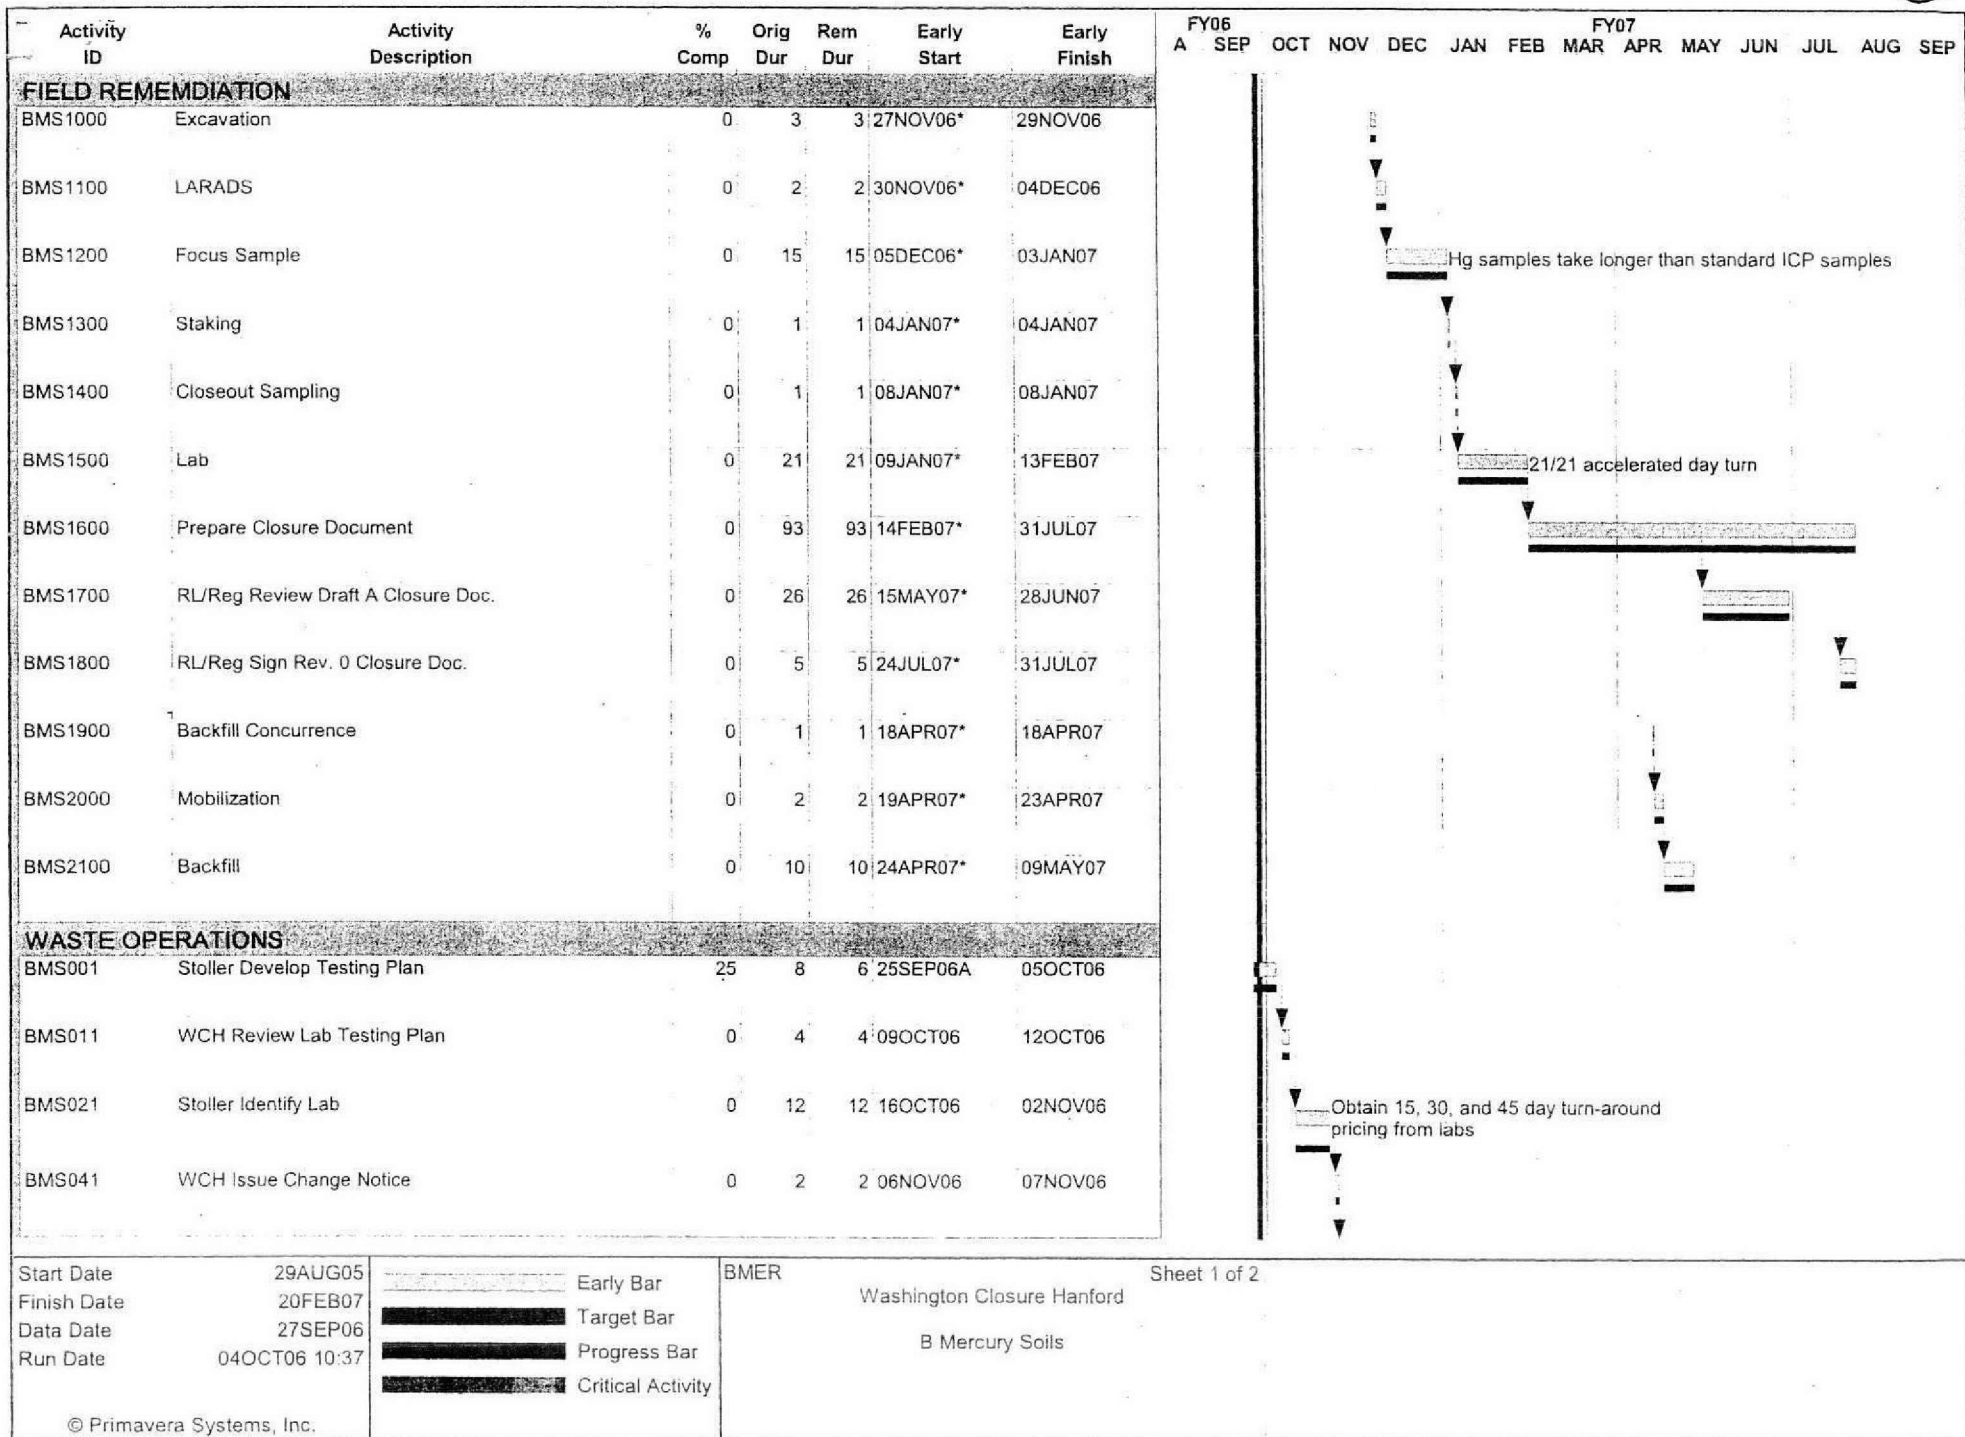 Activity ID Activity Description % Comp Orig Dur Rem Dur Early Start Early Finish
FY06 FY07
A SEP OCT NOV DEC JAN FEB MAR APR MAY JUN JUL AUG SEP
FIELD REMEMDIATION
BMS1000 Excavation 0 3 3 27NOV06* 29NOV06
BMS1100 LARADS 0 2 2 30NOV06* 04DEC06
BMS1200 Focus Sample 0 15 15 05DEC06* 03JAN07 Hg samples take longer than standard ICP samples
BMS1300 Staking 0 1 1 04JAN07* 04JAN07
BMS1400 Closeout Sampling 0 1 1 08JAN07* 08JAN07
BMS1500 Lab 0 21 21 09JAN07* 13FEB07 21/21 accelerated day turn
BMS1600 Prepare Closure Document 0 93 93 14FEB07* 31JUL07
BMS1700 RL/Reg Review Draft A Closure Doc. 0 26 26 15MAY07* 28JUN07
BMS1800 RL/Reg Sign Rev. 0 Closure Doc. 0 5 5 24JUL07* 31JUL07
BMS1900 Backfill Concurrence 0 1 1 18APR07* 18APR07
BMS2000 Mobilization 0 2 2 19APR07* 23APR07
BMS2100 Backfill 0 10 10 24APR07* 09MAY07
WASTE OPERATIONS
BMS001 Stoller Develop Testing Plan 25 8 6 25SEP06A 05OCT06
BMS011 WCH Review Lab Testing Plan 0 4 4 09OCT06 12OCT06
BMS021 Stoller Identify Lab 0 12 12 16OCT06 02NOV06 Obtain 15, 30, and 45 day turn-around
pricing from labs
BMS041 WCH Issue Change Notice 0 2 2 06NOV06 07NOV06
Start Date 29AUG05
Finish Date 20FEB07
Data Date 27SEP06
Run Date 04OCT06 10:37
© Primavera Systems, Inc.
Early Bar
Target Bar
Progress Bar
Critical Activity
BMER
Washington Closure Hanford
B Mercury Soils
Sheet 1 of 2